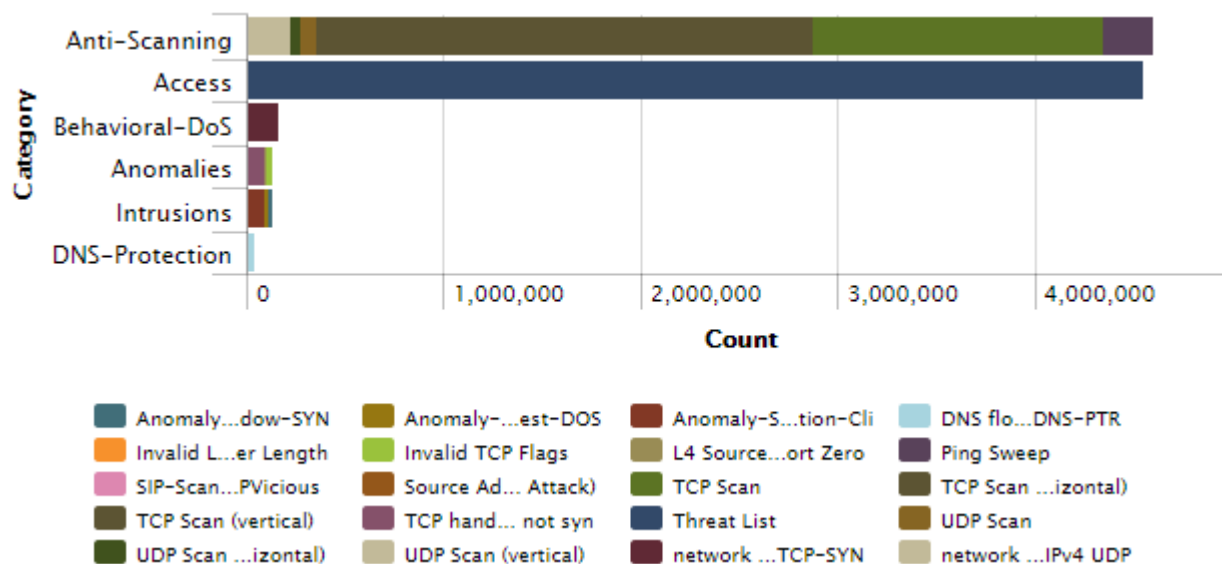 Category
Anti-Scanning
Access
Behavioral-DoS
Anomalies
Intrusions
DNS-Protection
0 1,000,000 2,000,000 3,000,000 4,000,000
Count
Anomaly...dow-SYN Anomaly-...est-DOS Anomaly-S...tion-Cli DNS flo...DNS-PTR
Invalid L...er Length Invalid TCP Flags L4 Source...ort Zero Ping Sweep
SIP-Scan...PVicious Source Ad... Attack) TCP Scan TCP Scan ...izontal)
TCP Scan (vertical) TCP hand... not syn Threat List UDP Scan
UDP Scan ...izontal) UDP Scan (vertical) network ...TCP-SYN network ...IPv4 UDP